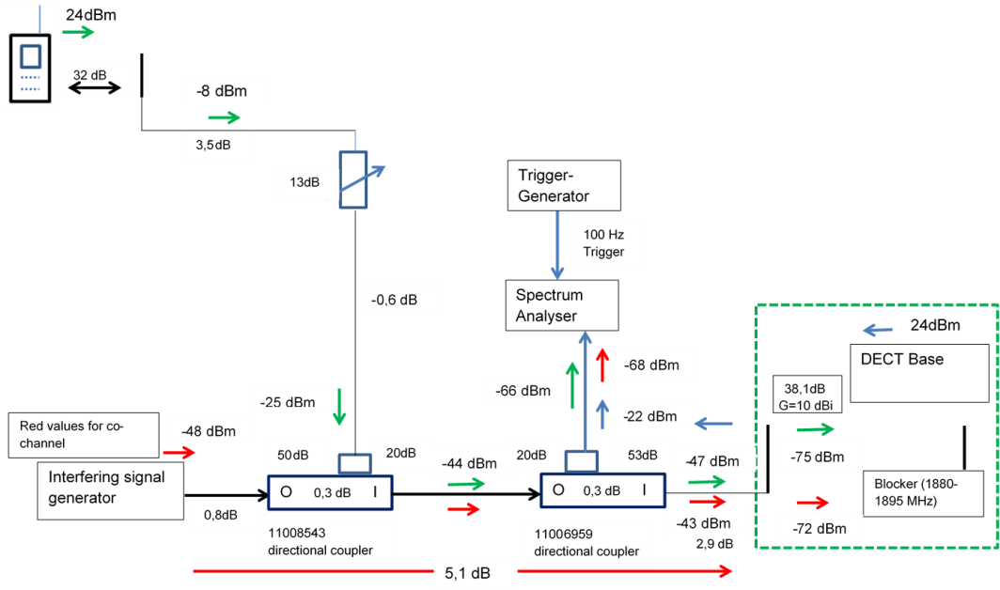 24dBm
32 dB
-8 dBm
3,5dB
13dB
Trigger-
Generator
100 Hz
Trigger
-0,6 dB
Spectrum
Analyser
24dBm
DECT Base
-68 dBm
-66 dBm
38,1dB
G=10 dBi
-25 dBm
-22 dBm
Red values for co-
channel
-48 dBm
50dB
20dB
-44 dBm
20dB
53dB
-47 dBm
-75 dBm
Interfering signal
generator
O
0,3 dB
I
O
0,3 dB
I
Blocker (1880-
1895 MHz)
0,8dB
-43 dBm
-72 dBm
11008543
directional coupler
11006959
directional coupler
2,9 dB
5,1 dB